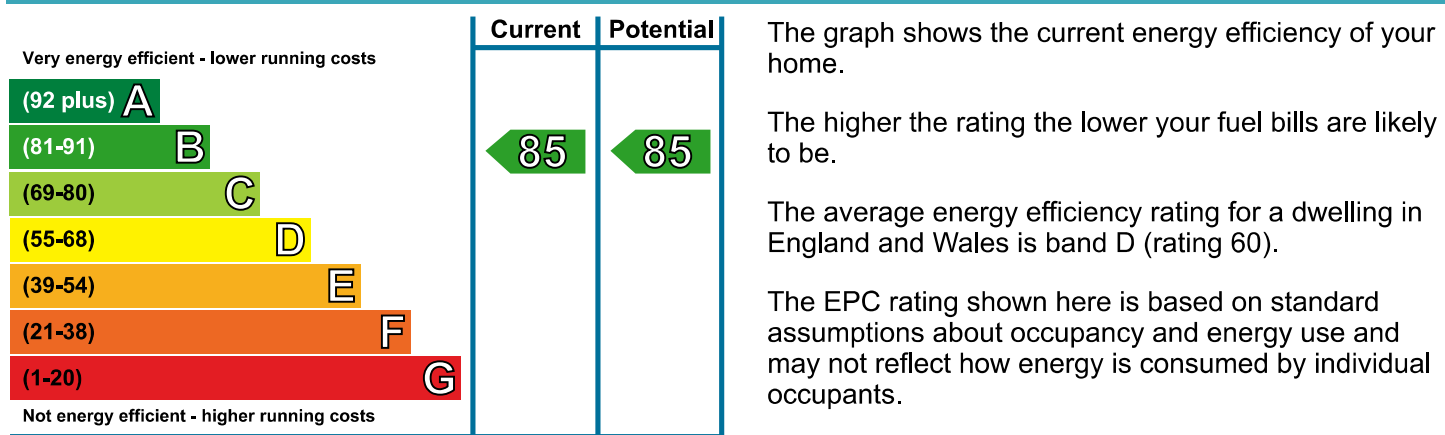 Current Potential
Very energy efficient - lower running costs
(92 plus) A
(81-91) B
85 85
(69-80) C
(55-68) D
(39-54) E
(21-38) F
(1-20) G
Not energy efficient - higher running costs
The graph shows the current energy efficiency of your
home.
The higher the rating the lower your fuel bills are likely
to be.
The average energy efficiency rating for a dwelling in
England and Wales is band D (rating 60).
The EPC rating shown here is based on standard
assumptions about occupancy and energy use and
may not reflect how energy is consumed by individual
occupants.